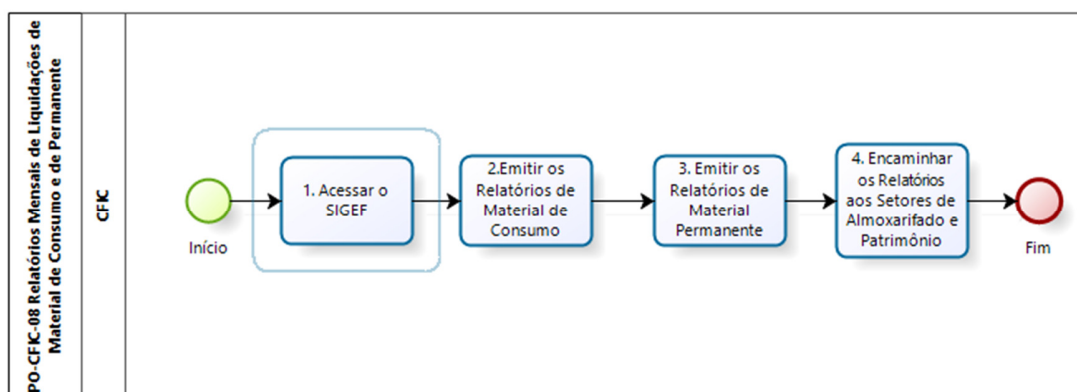 PO-CFIC-08 Relatórios Mensais de Liquidações de
Material de Consumo e de Permanente
CFIC
Início
1. Acessar o
SIGEF
2.Emitir os
Relatórios de
Material de
Consumo
3. Emitir os
Relatórios de
Material
Permanente
4. Encaminhar
os Relatórios
aos Setores de
Almoxarifado e
Patrimônio
Fim